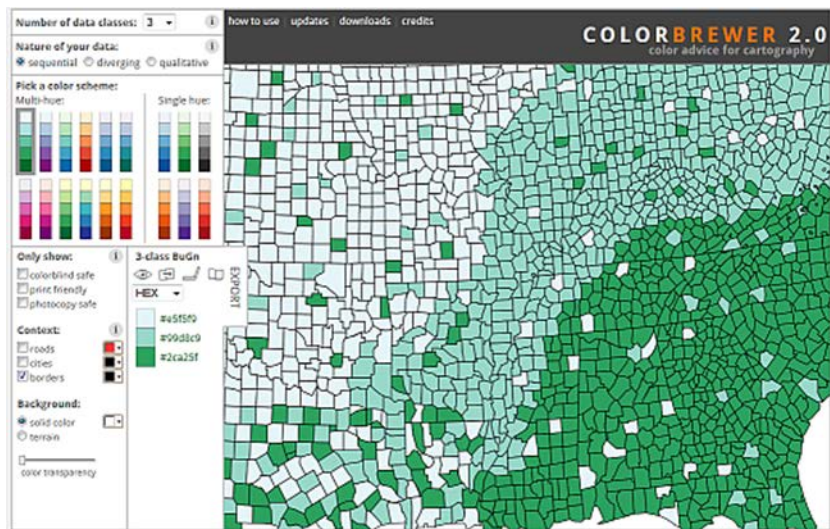 Number of data classes: 3
how to use | updates | downloads | credits
COLORBREWER 2.0
color advice for cartography
Nature of your data:
sequential diverging qualitative
Pick a color scheme:
Multi-hue: Single hue:
Only show:
colorblind safe
print friendly
photocopy safe
Context:
roads
cities
borders
Background:
solid color
terrain
color transparency
3-class BuGn
EXPORT
HEX
#e5f5f9
#99d8c9
#2ca25f